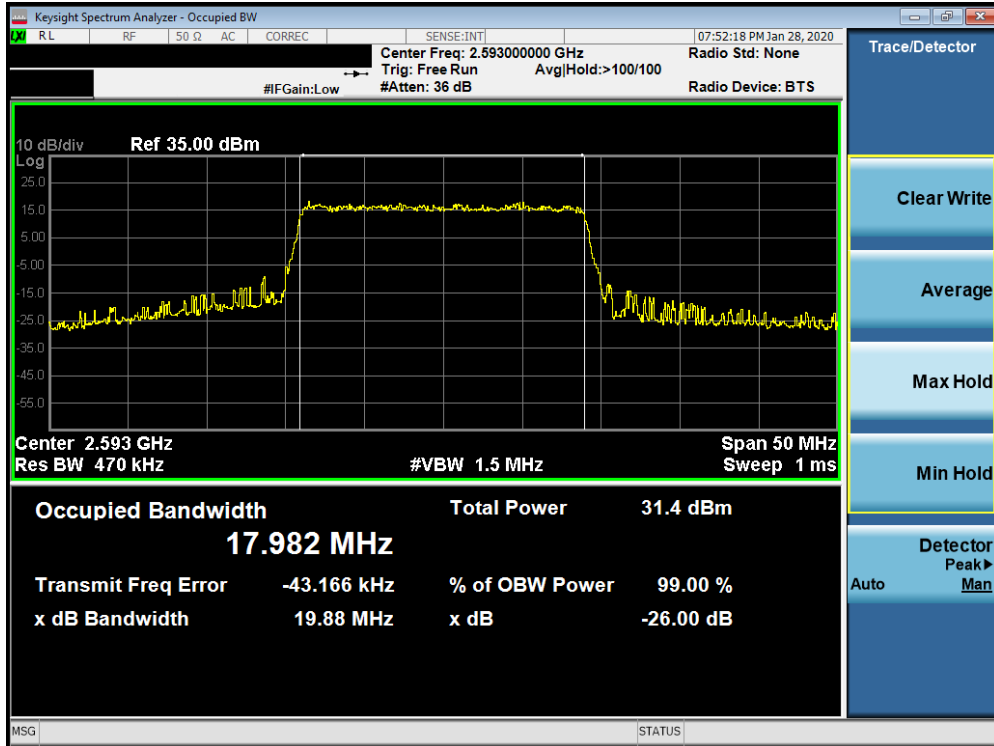 Keysight Spectrum Analyzer - Occupied BW
LXI RL RF 50 Ω AC CORREC SENSE:INT 07:52:18 PM Jan 28, 2020
Center Freq: 2.593000000 GHz Radio Std: None
Trig: Free Run Avg|Hold:>100/100
#IFGain:Low #Atten: 36 dB Radio Device: BTS
Trace/Detector
10 dB/div Ref 35.00 dBm
Log
25.0
15.0
5.00
-5.00
-15.0
-25.0
-35.0
-45.0
-55.0
Center 2.593 GHz Span 50 MHz
Res BW 470 kHz #VBW 1.5 MHz Sweep 1 ms
Occupied Bandwidth Total Power 31.4 dBm
17.982 MHz
Transmit Freq Error -43.166 kHz % of OBW Power 99.00 %
x dB Bandwidth 19.88 MHz x dB -26.00 dB
Clear Write
Average
Max Hold
Min Hold
Detector
Peak▶
Auto Man
MSG STATUS